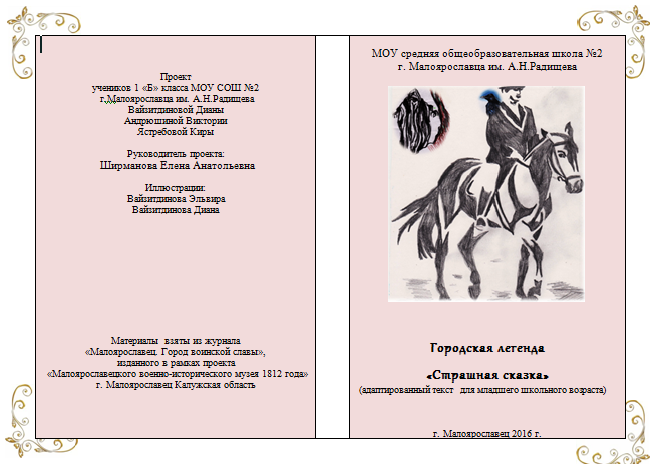 Проект
учеников 1 «Б» класса МОУ СОШ №2
г,Малоярославца им. А.Н.Радищева
Вайзитдиновой Дианы
Андрюшиной Виктории
Ястребовой Киры
Руководитель проекта:
Ширманова Елена Анатольевна
Иллюстрации:
Вайзитдинова Эльвира
Вайзитдинова Диана
Материалы взяты из журнала
«Малоярославец. Город воинской славы»,
изданного в рамках проекта
«Малоярославецкого военно-исторического музея 1812 года»
г. Малоярославец Калужская область
МОУ средняя общеобразовательная школа №2
г. Малоярославца им. А.Н.Радищева
Городская легенда
«Страшная сказка»
(адаптированный текст для младшего школьного возраста)
г. Малоярославец 2016 г.